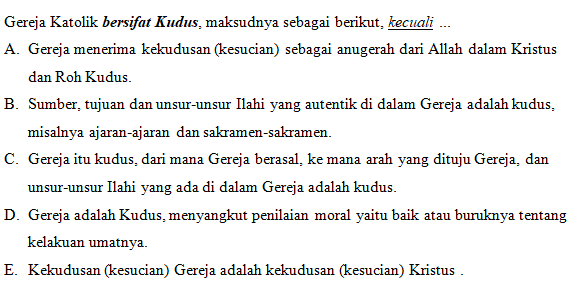 Gereja Katolik bersifat Kudus, maksudnya sebagai berikut, kecuali ...
A. Gereja menerima kekudusan (kesucian) sebagai anugerah dari Allah dalam Kristus
dan Roh Kudus.
B. Sumber, tujuan dan unsur-unsur Ilahi yang autentik di dalam Gereja adalah kudus,
misalnya ajaran-ajaran dan sakramen-sakramen.
C. Gereja itu kudus, dari mana Gereja berasal, ke mana arah yang dituju Gereja, dan
unsur-unsur Ilahi yang ada di dalam Gereja adalah kudus.
D. Gereja adalah Kudus, menyangkut penilaian moral yaitu baik atau buruknya tentang
kelakuan umatnya.
E. Kekudusan (kesucian) Gereja adalah kekudusan (kesucian) Kristus .